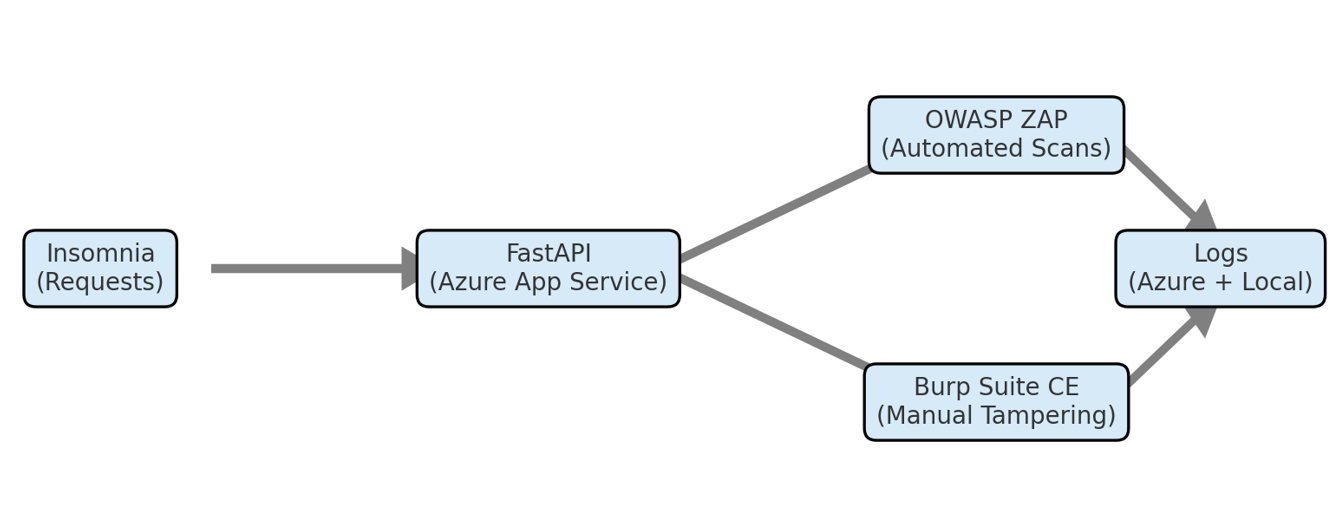 Insomnia
(Requests)
FastAPI
(Azure App Service)
OWASP ZAP
(Automated Scans)
Burp Suite CE
(Manual Tampering)
Logs
(Azure + Local)